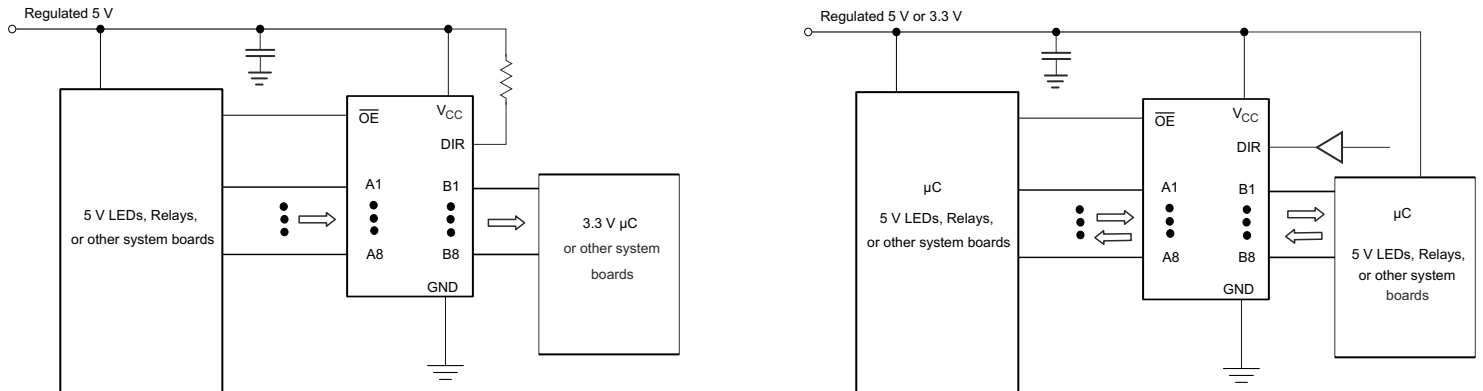 Regulated 5 V
OE
VCC
DIR
A1
B1
5 V LEDs, Relays,
or other system boards
A8
B8
GND
3.3 V µC
or other system
boards
Regulated 5 V or 3.3 V
OE
VCC
DIR
µC
5 V LEDs, Relays,
or other system boards
A1
B1
A8
B8
GND
µC
5 V LEDs, Relays,
or other system
boards